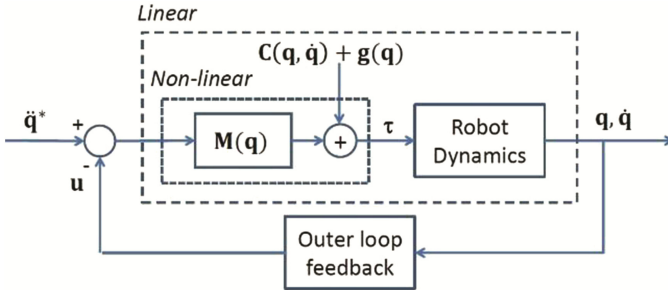 Linear
C(q, q̇) + g(q)
Non-linear
q̈*
+
M(q)
+
τ
Robot
Dynamics
q, q̇
-
u
Outer loop
feedback